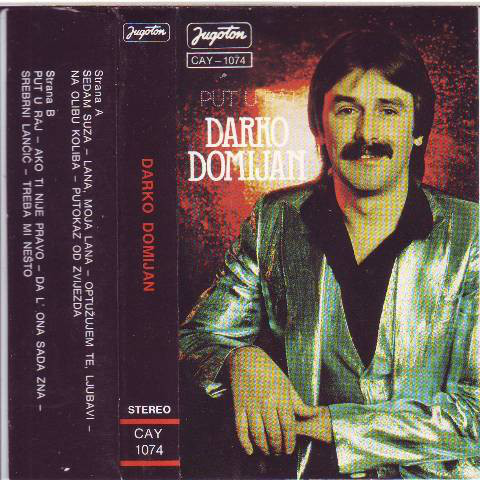 Strana A
SEDAM SUZA – LANA, MOJA LANA – OPTUŽUJEM TE, LJUBAVI –
NA OLIBU KOLIBA – PUTOKAZ OD ZVIJEZDA
Strana B
PUT U RAJ – AKO TI NIJE PRAVO – DA L' ONA SADA ZNA –
SREBRNI LANČIĆ – TREBA MI NEŠTO
Jugoton
DARKO DOMIJAN
STEREO
CAY
1074
Jugoton
CAY-1074
PUT U RAJ
DARKO
DOMIJAN